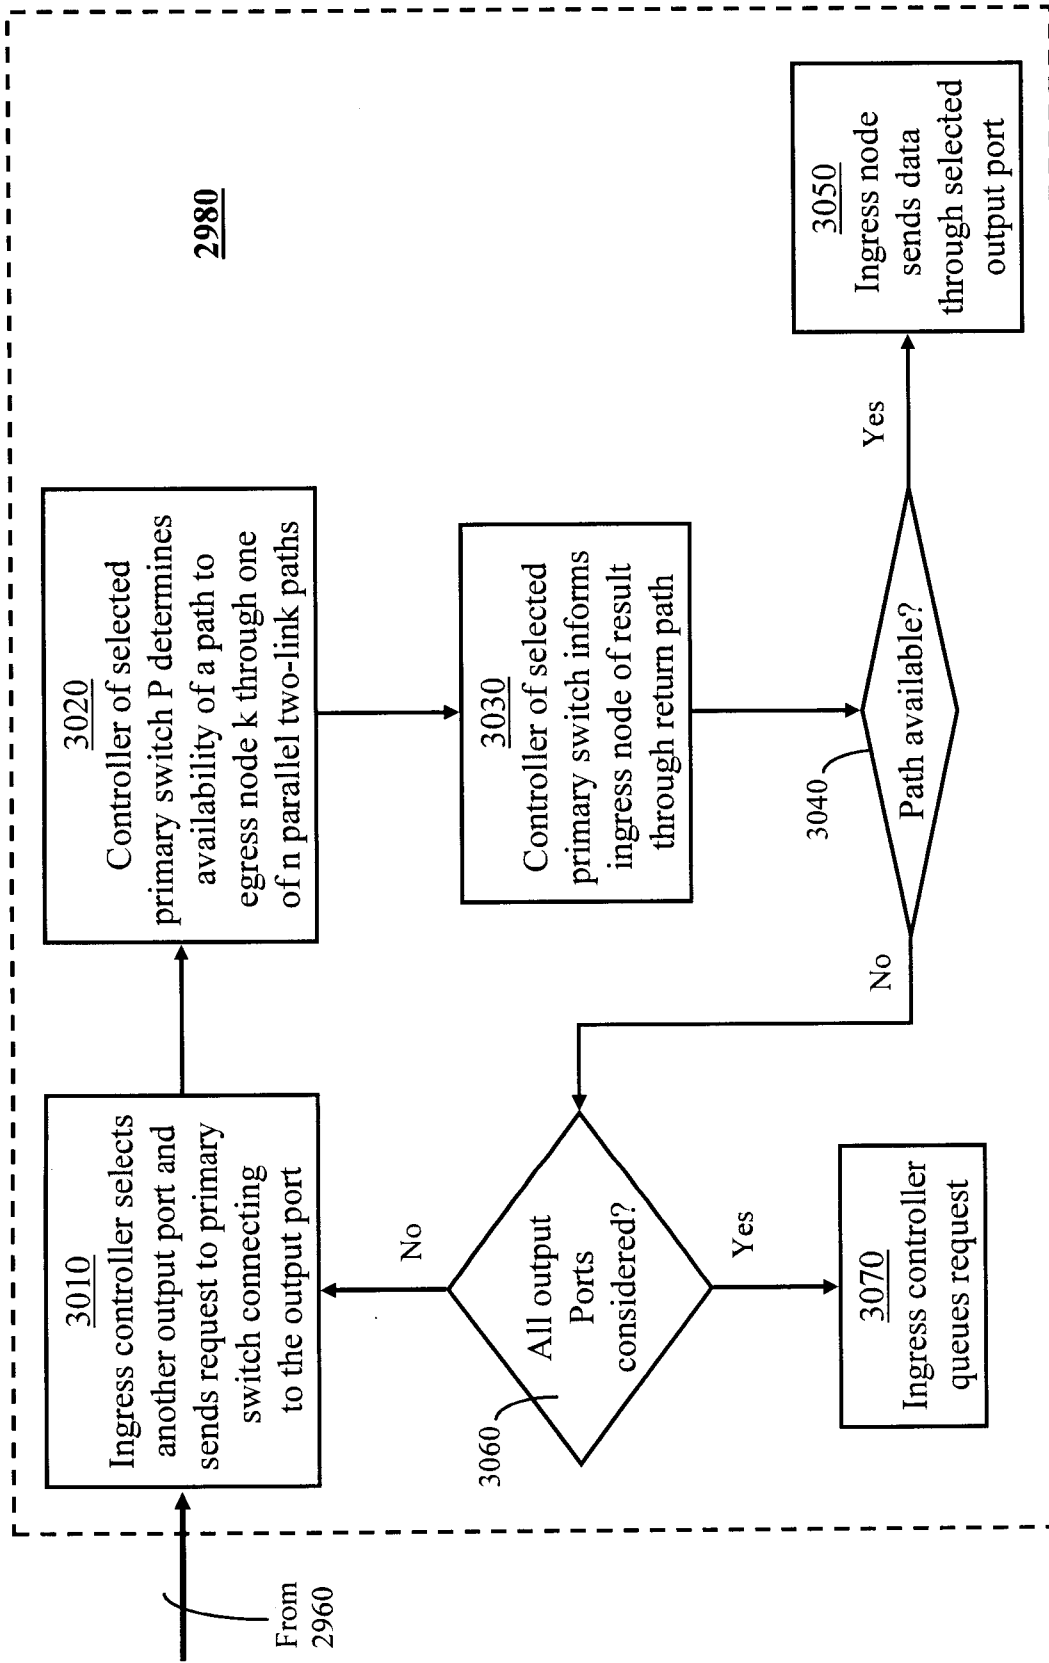 2980
From
2960
3010
Ingress controller selects
another output port and
sends request to primary
switch connecting
to the output port
3020
Controller of selected
primary switch P determines
availability of a path to
egress node k through one
of n parallel two-link paths
3030
Controller of selected
primary switch informs
ingress node of result
through return path
3040
Path available?
Yes
3050
Ingress node
sends data
through selected
output port
No
3060
All output
Ports
considered?
No
Yes
3070
Ingress controller
queues request